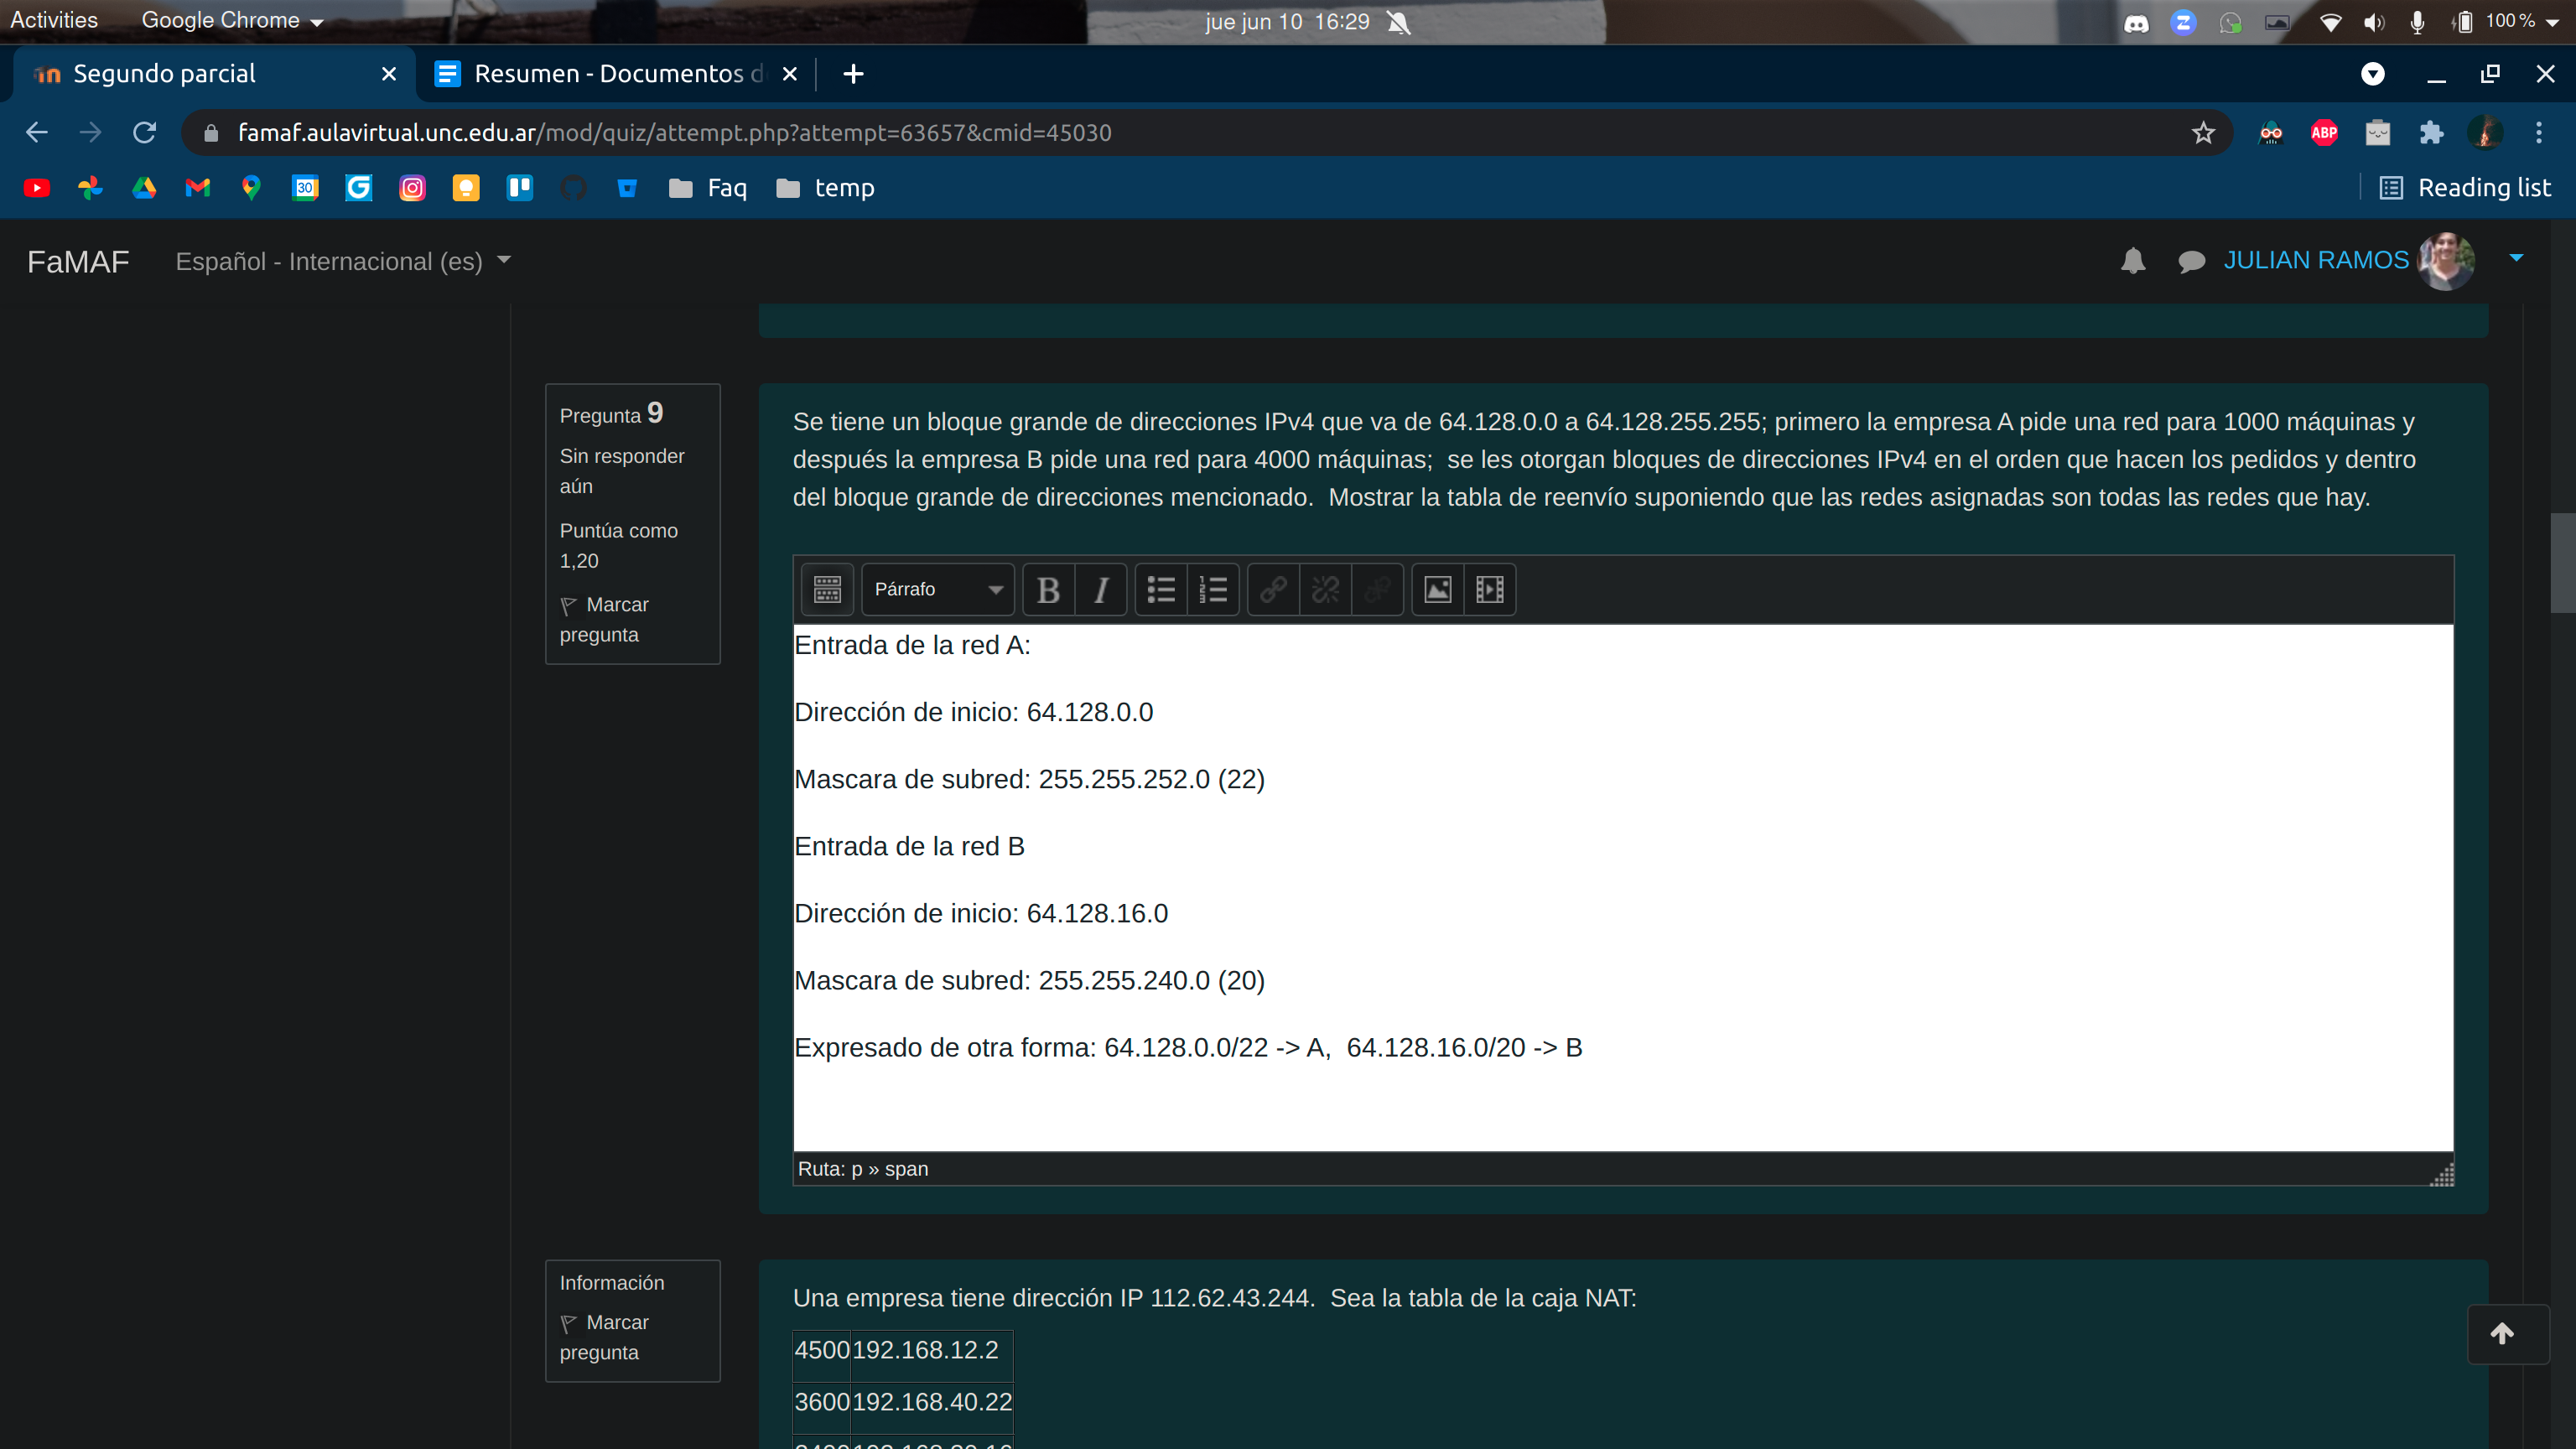 Activities Google Chrome jue jun 10 16:29 100 %
Segundo parcial Resumen - Documentos d
famaf.aulavirtual.unc.edu.ar/mod/quiz/attempt.php?attempt=63657&cmid=45030
ABP
30 Faq temp Reading list
FaMAF Español - Internacional (es) JULIAN RAMOS
Pregunta 9
Sin responder
aún
Puntúa como
1,20
Marcar
pregunta
Se tiene un bloque grande de direcciones IPv4 que va de 64.128.0.0 a 64.128.255.255; primero la empresa A pide una red para 1000 máquinas y
después la empresa B pide una red para 4000 máquinas; se les otorgan bloques de direcciones IPv4 en el orden que hacen los pedidos y dentro
del bloque grande de direcciones mencionado. Mostrar la tabla de reenvío suponiendo que las redes asignadas son todas las redes que hay.
Párrafo B I
Entrada de la red A:
Dirección de inicio: 64.128.0.0
Mascara de subred: 255.255.252.0 (22)
Entrada de la red B
Dirección de inicio: 64.128.16.0
Mascara de subred: 255.255.240.0 (20)
Expresado de otra forma: 64.128.0.0/22 -> A, 64.128.16.0/20 -> B
Ruta: p » span
Información
Marcar
pregunta
Una empresa tiene dirección IP 112.62.43.244. Sea la tabla de la caja NAT:
4500 192.168.12.2
3600 192.168.40.22